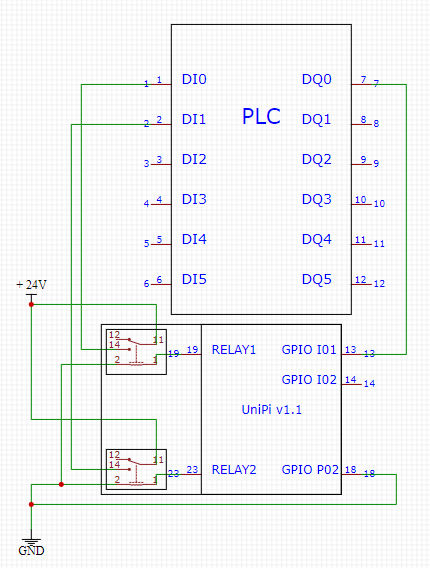 PLC
1 1 DI0 DQ0 7 7
2 2 DI1 DQ1 8 8
3 3 DI2 DQ2 9 9
4 4 DI3 DQ3 10 10
5 5 DI4 DQ4 11 11
6 6 DI5 DQ5 12 12
+24V
12 11
14
2 1 19 19 RELAY1 GPIO I01 13 13
GPIO I02 14 14
UniPi v1.1
12 11
14
2 1 23 23 RELAY2 GPIO P02 18 18
GND